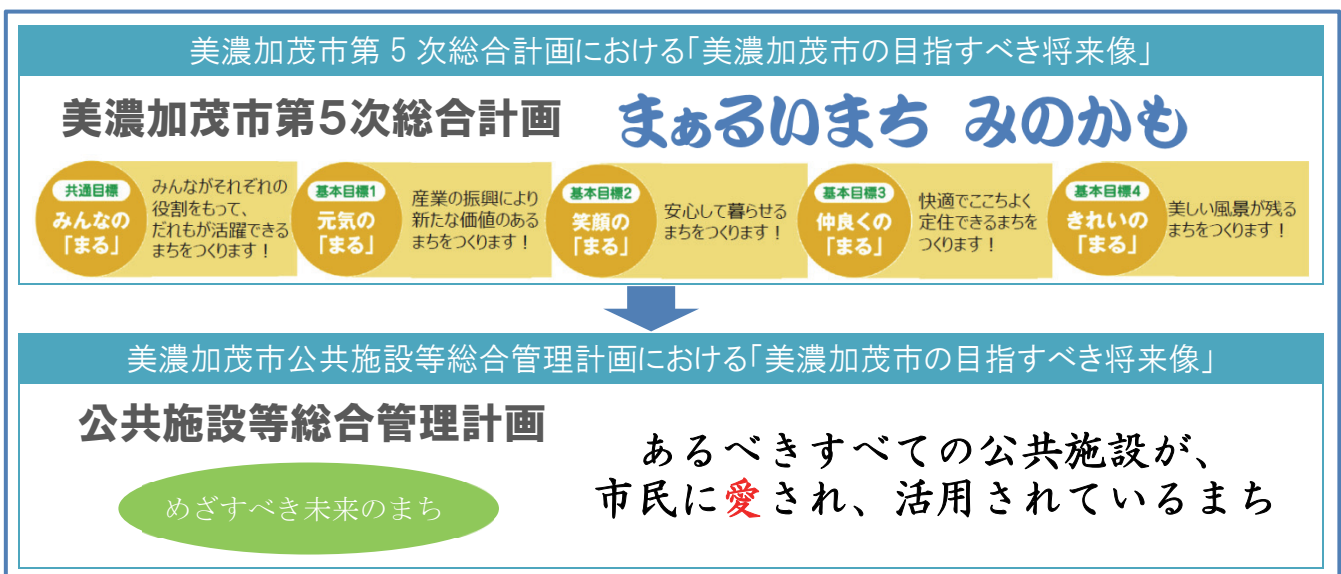 美濃加茂市第5次総合計画における「美濃加茂市の目指すべき将来像」
美濃加茂市第5次総合計画 まぁるいまち みのかも
共通目標
みんなの
「まる」
みんながそれぞれの
役割をもって、
だれもが活躍できる
まちをつくります！
基本目標1
元気の
「まる」
産業の振興により
新たな価値のある
まちをつくります！
基本目標2
笑顔の
「まる」
安心して暮らせる
まちをつくります！
基本目標3
仲良くの
「まる」
快適でここちよく
定住できるまちを
つくります！
基本目標4
きれいの
「まる」
美しい風景が残る
まちをつくります！
美濃加茂市公共施設等総合管理計画における「美濃加茂市の目指すべき将来像」
公共施設等総合管理計画
めざすべき未来のまち
あるべきすべての公共施設が、
市民に愛され、活用されているまち